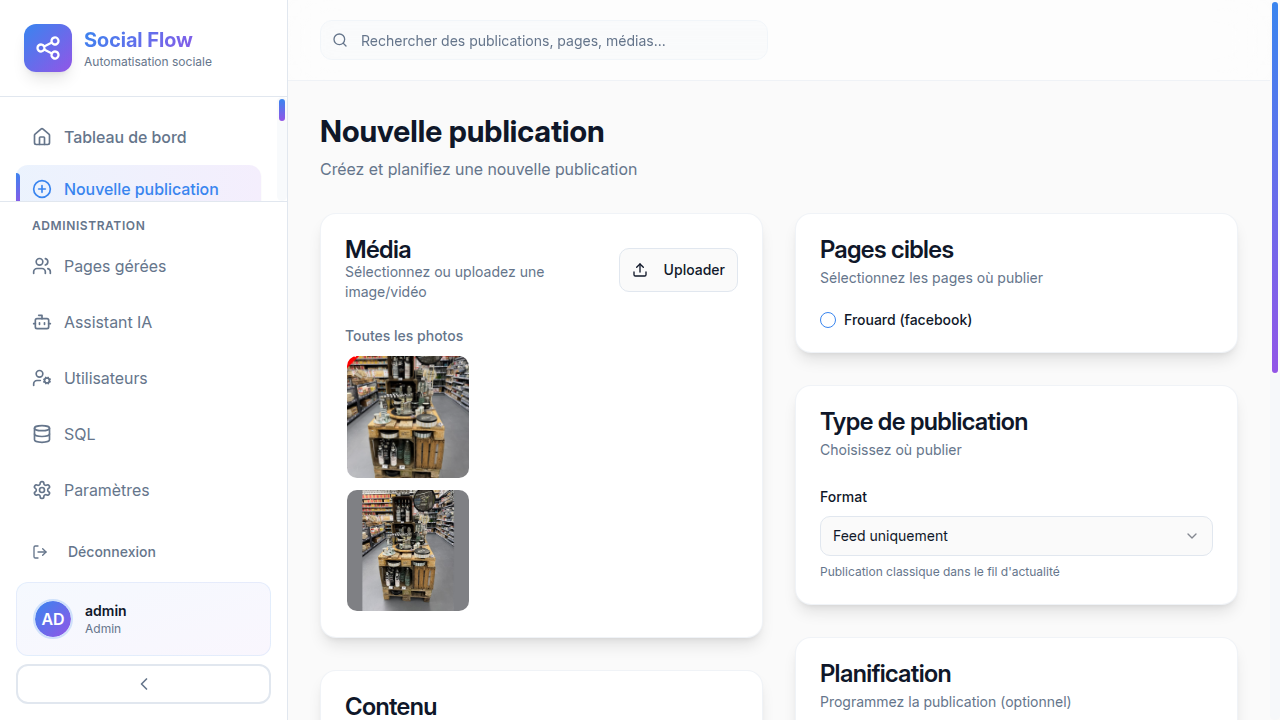 Social Flow
Automatisation sociale
Tableau de bord
Nouvelle publication
ADMINISTRATION
Pages gérées
Assistant IA
Utilisateurs
SQL
Paramètres
Déconnexion
AD
admin
Admin
Rechercher des publications, pages, médias...
Nouvelle publication
Créez et planifiez une nouvelle publication
Média
Sélectionnez ou uploadez une
image/vidéo
Uploader
Toutes les photos
Contenu
Pages cibles
Sélectionnez les pages où publier
Frouard (facebook)
Type de publication
Choisissez où publier
Format
Feed uniquement
Publication classique dans le fil d'actualité
Planification
Programmez la publication (optionnel)